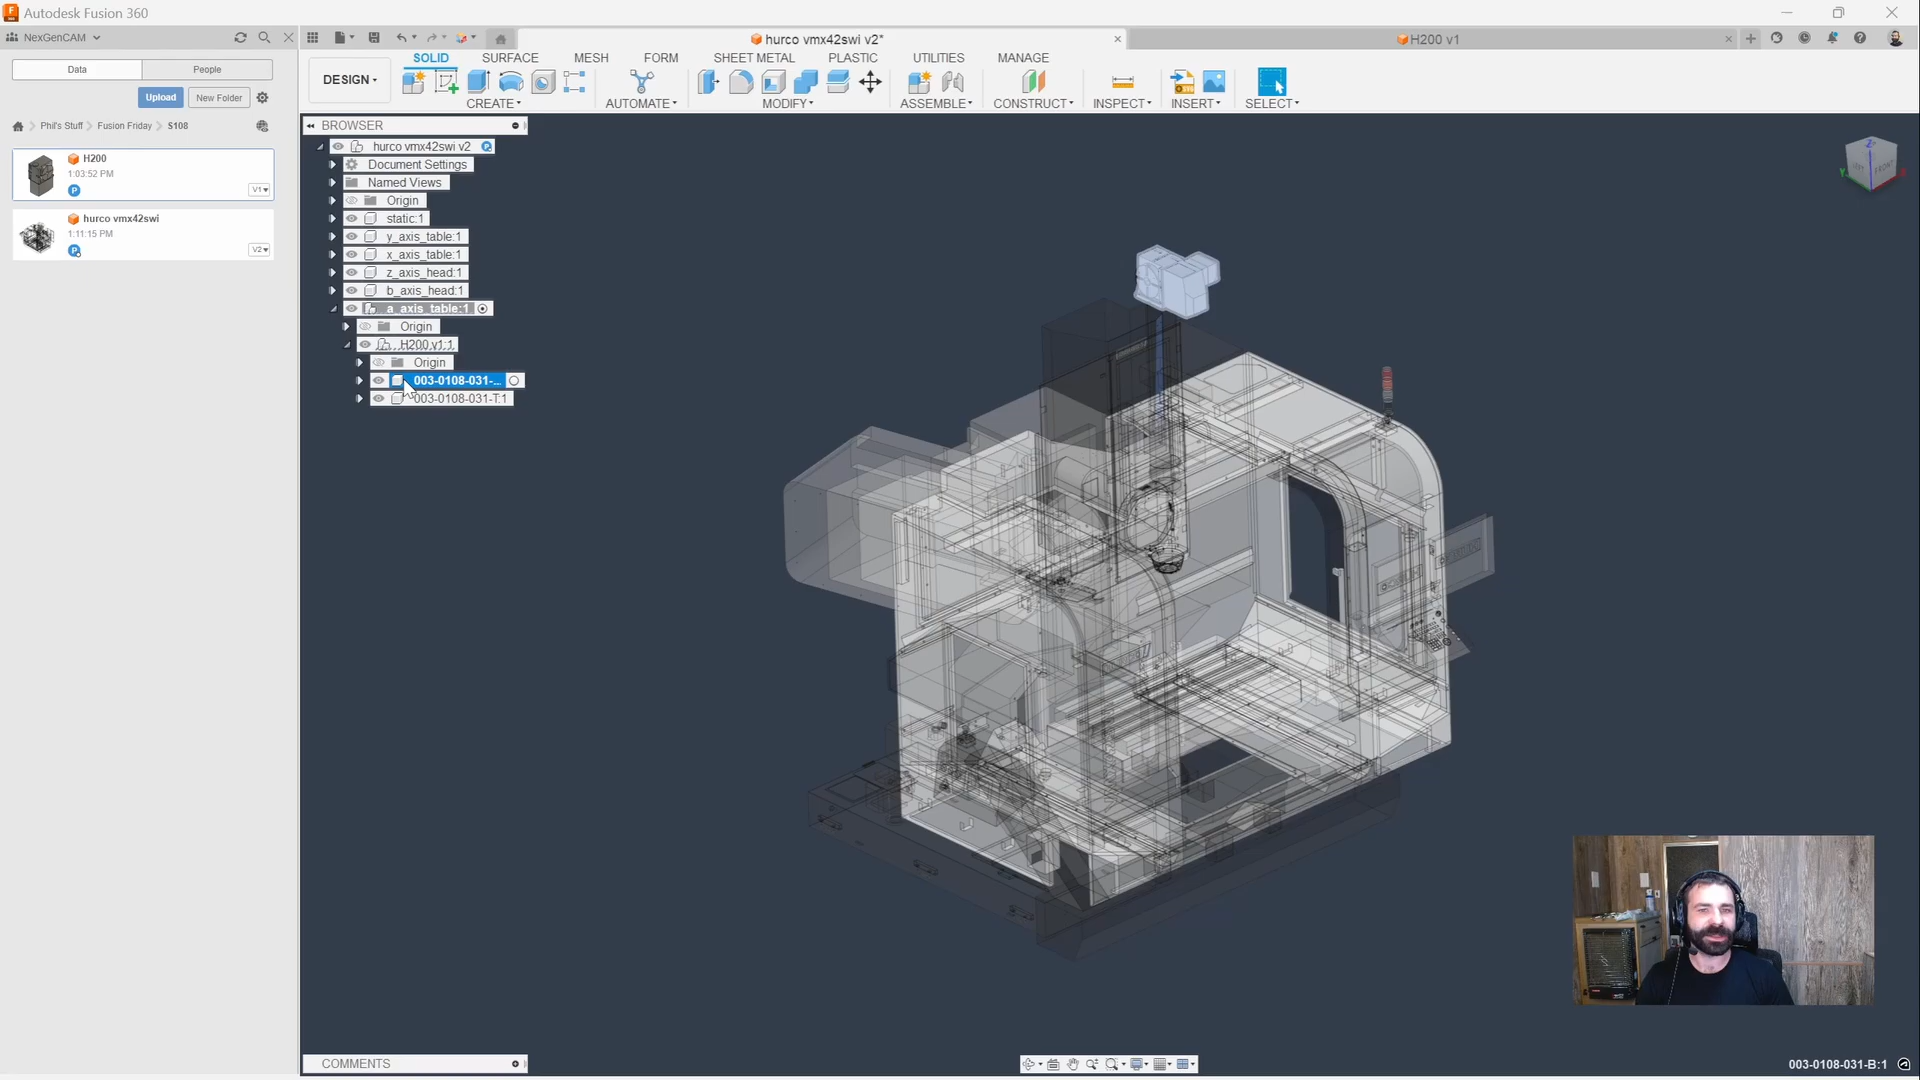 Autodesk Fusion 360
NexGenCAM
hurco vmx42swi v2*
H200 v1
Data
People
Upload
New Folder
Phil's Stuff
Fusion Friday
S108
H200
1:03:52 PM
V1
hurco vmx42swi
1:11:15 PM
V2
DESIGN
SOLID
SURFACE
MESH
FORM
SHEET METAL
PLASTIC
UTILITIES
MANAGE
CREATE
AUTOMATE
MODIFY
ASSEMBLE
CONSTRUCT
INSPECT
INSERT
SELECT
BROWSER
hurco vmx42swi v2
Document Settings
Named Views
Origin
static:1
y_axis_table:1
x_axis_table:1
z_axis_head:1
b_axis_head:1
a_axis_table:1
Origin
H200 v1:1
Origin
003-0108-031-...
003-0108-031-T:1
Z
Y
LEFT
FRONT
COMMENTS
003-0108-031-B:1